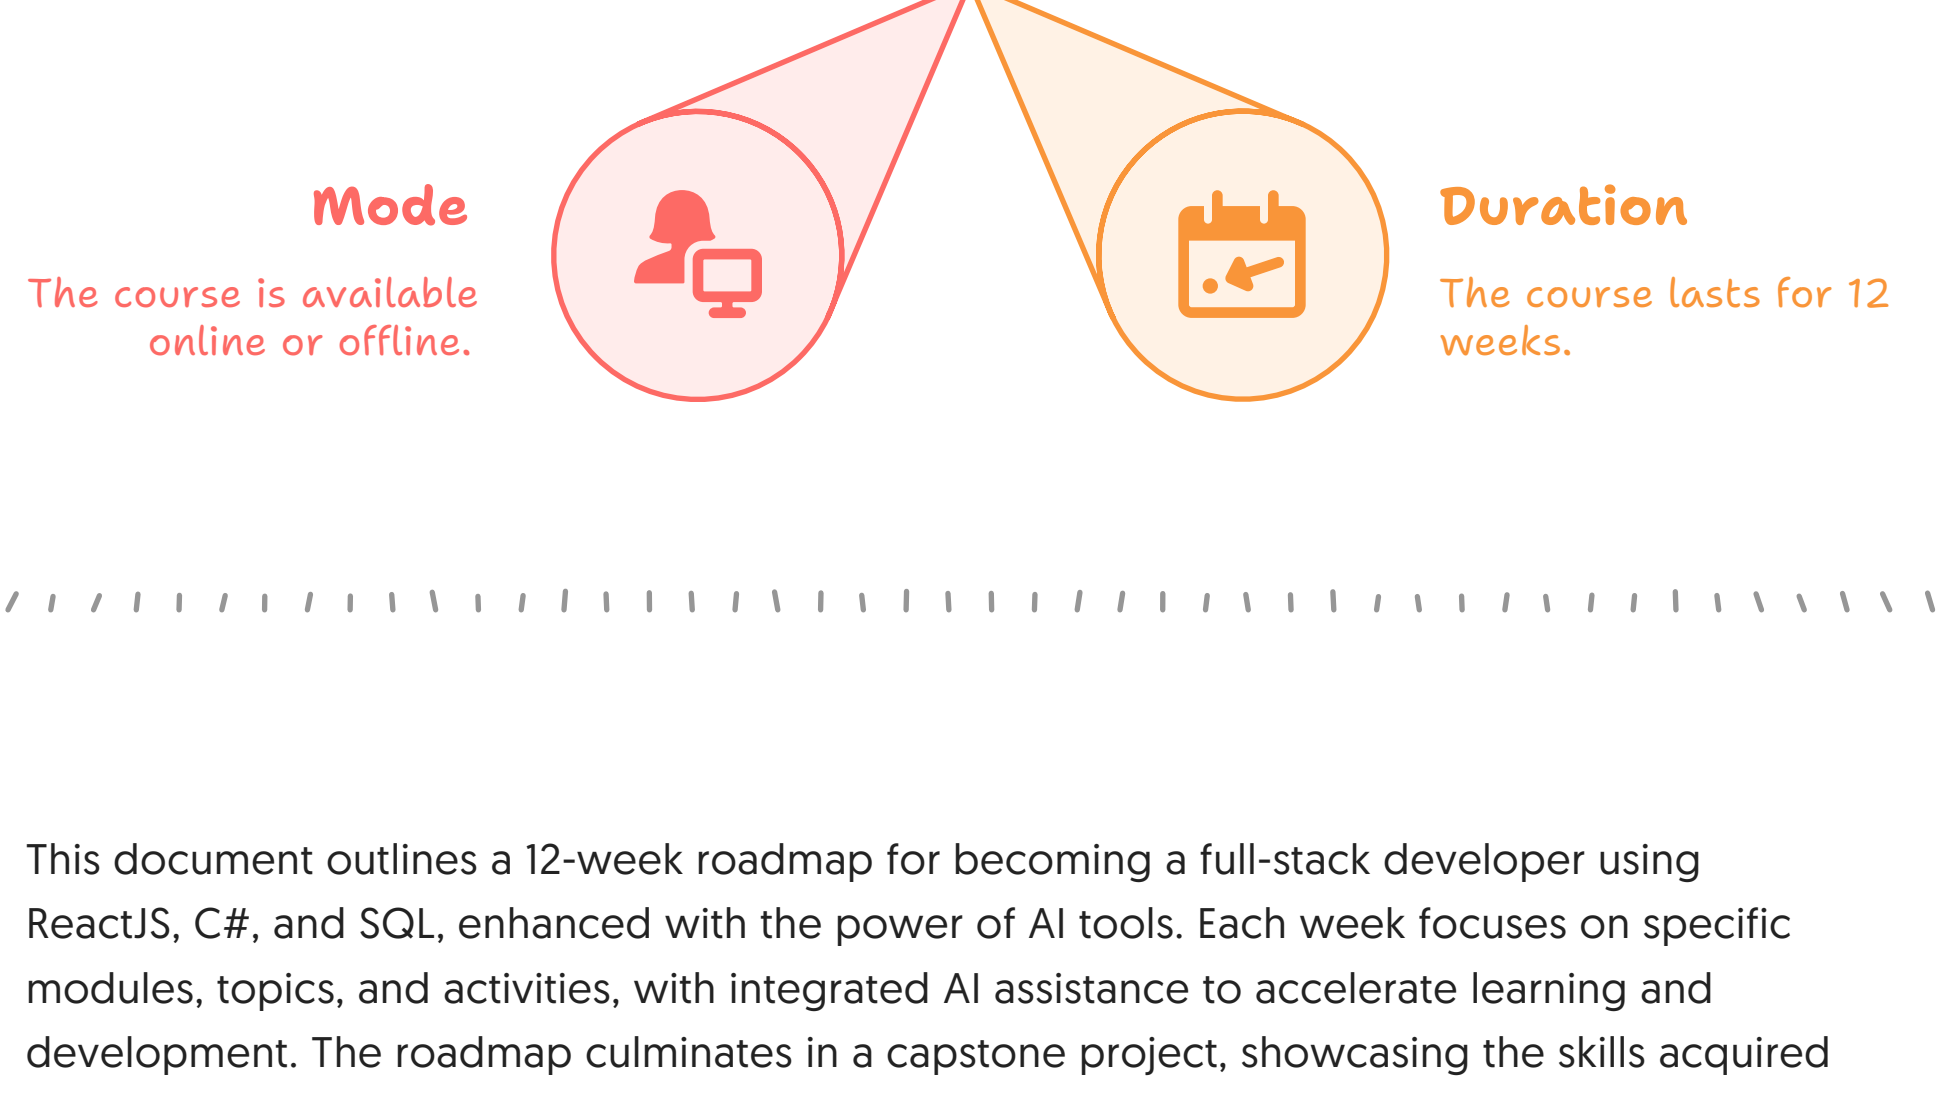 Mode
The course is available
online or offline.
Duration
The course lasts for 12
weeks.
This document outlines a 12-week roadmap for becoming a full-stack developer using
ReactJS, C#, and SQL, enhanced with the power of AI tools. Each week focuses on specific
modules, topics, and activities, with integrated AI assistance to accelerate learning and
development. The roadmap culminates in a capstone project, showcasing the skills acquired